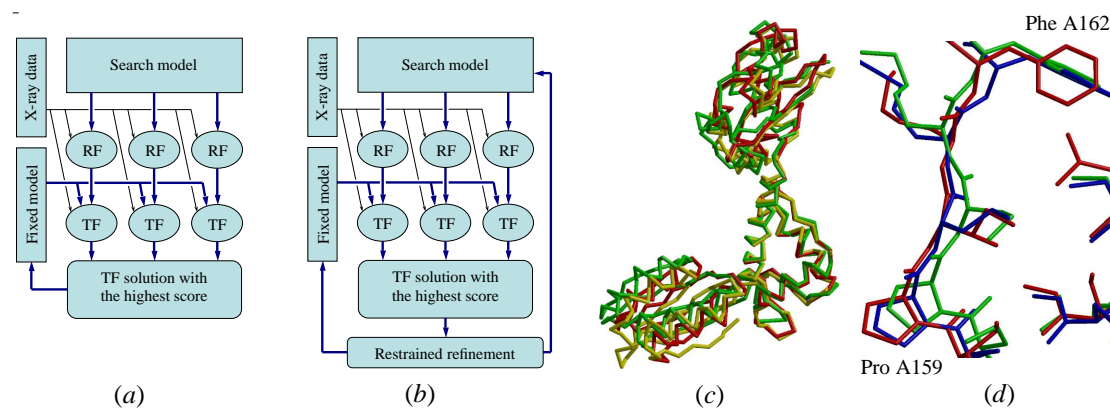 X-ray data
Search model
RF
RF
RF
Fixed model
TF
TF
TF
TF solution with
the highest score
(a)
X-ray data
Search model
RF
RF
RF
Fixed model
TF
TF
TF
TF solution with
the highest score
Restrained refinement
(b)
(c)
Phe A162
Pro A159
(d)